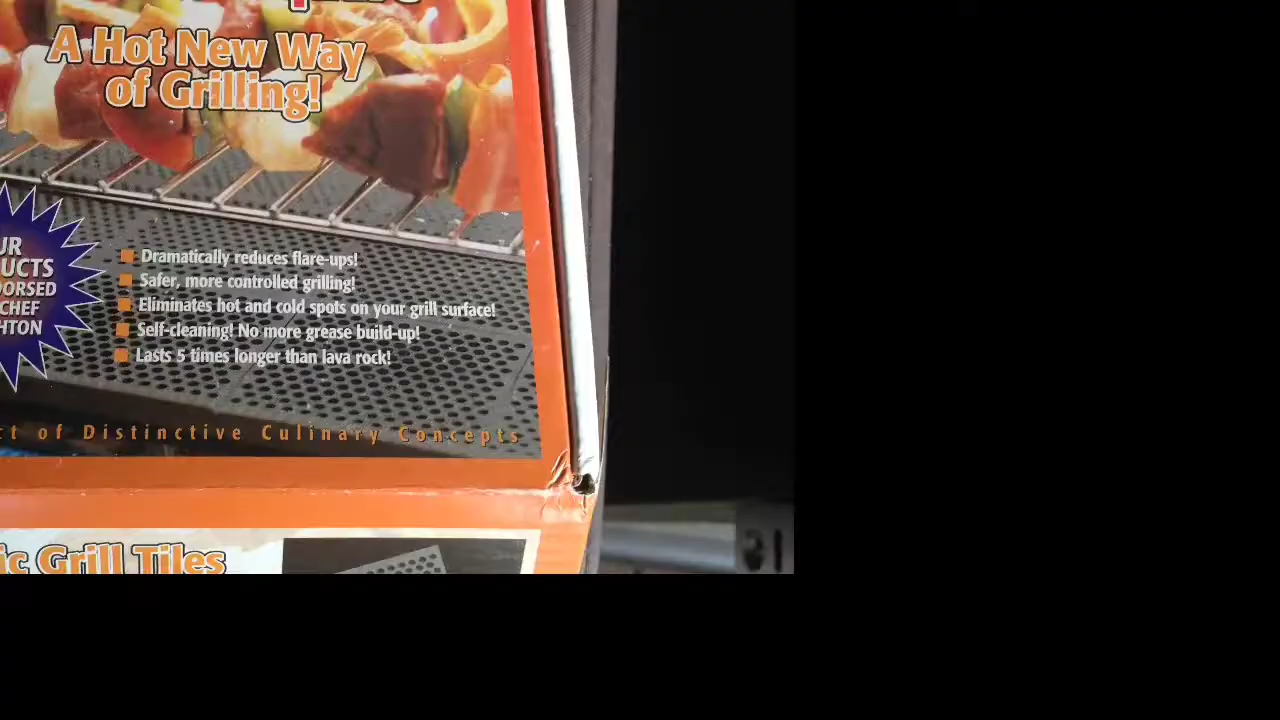 A Hot New Way
of Grilling!
Dramatically reduces flare-ups!
Safer, more controlled grilling!
Eliminates hot and cold spots on your grill surface!
Self-cleaning! No more grease build-up!
Lasts 5 times longer than lava rock!
UR
UCTS
ORSED
CHEF
HTON
ct of Distinctive Culinary Concepts
ic Grill Tiles